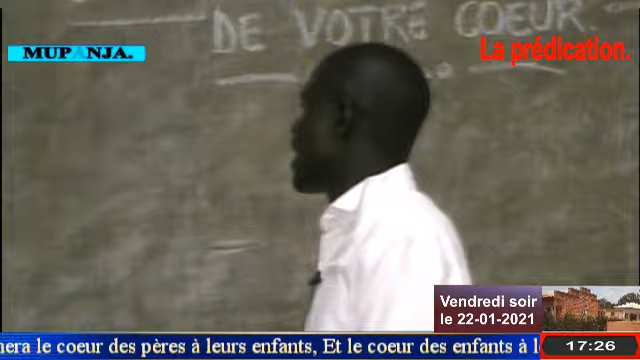 DE VOTRE COEUR.
MUPANJA.
La prédication.
Vendredi soir
le 22-01-2021
nera le coeur des pères à leurs enfants, Et le coeur des enfants à l
17:26